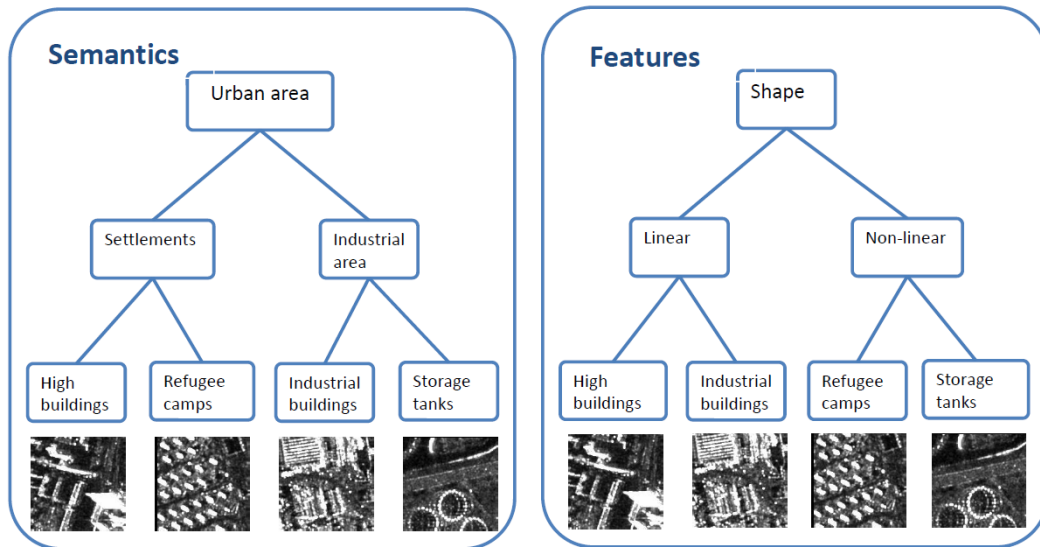 Semantics
Urban area
Settlements
Industrial
area
High
buildings
Refugee
camps
Industrial
buildings
Storage
tanks
Features
Shape
Linear
Non-linear
High
buildings
Industrial
buildings
Refugee
camps
Storage
tanks